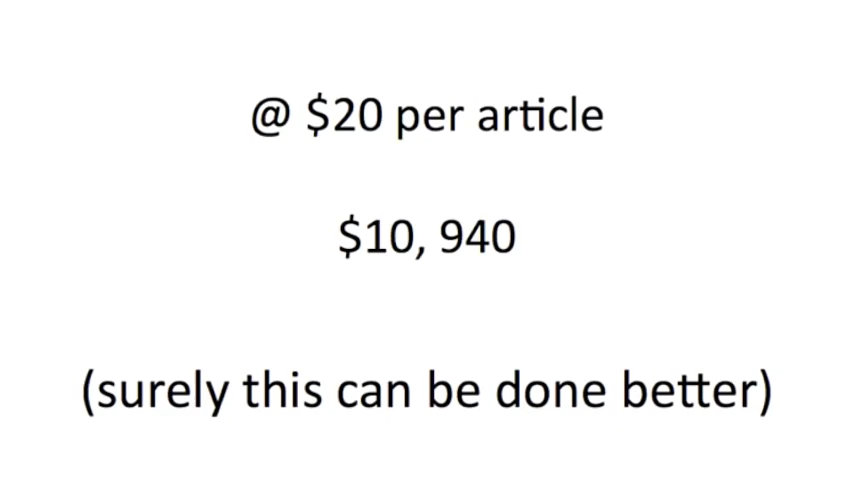 @ $20 per article
$10, 940
(surely this can be done better)